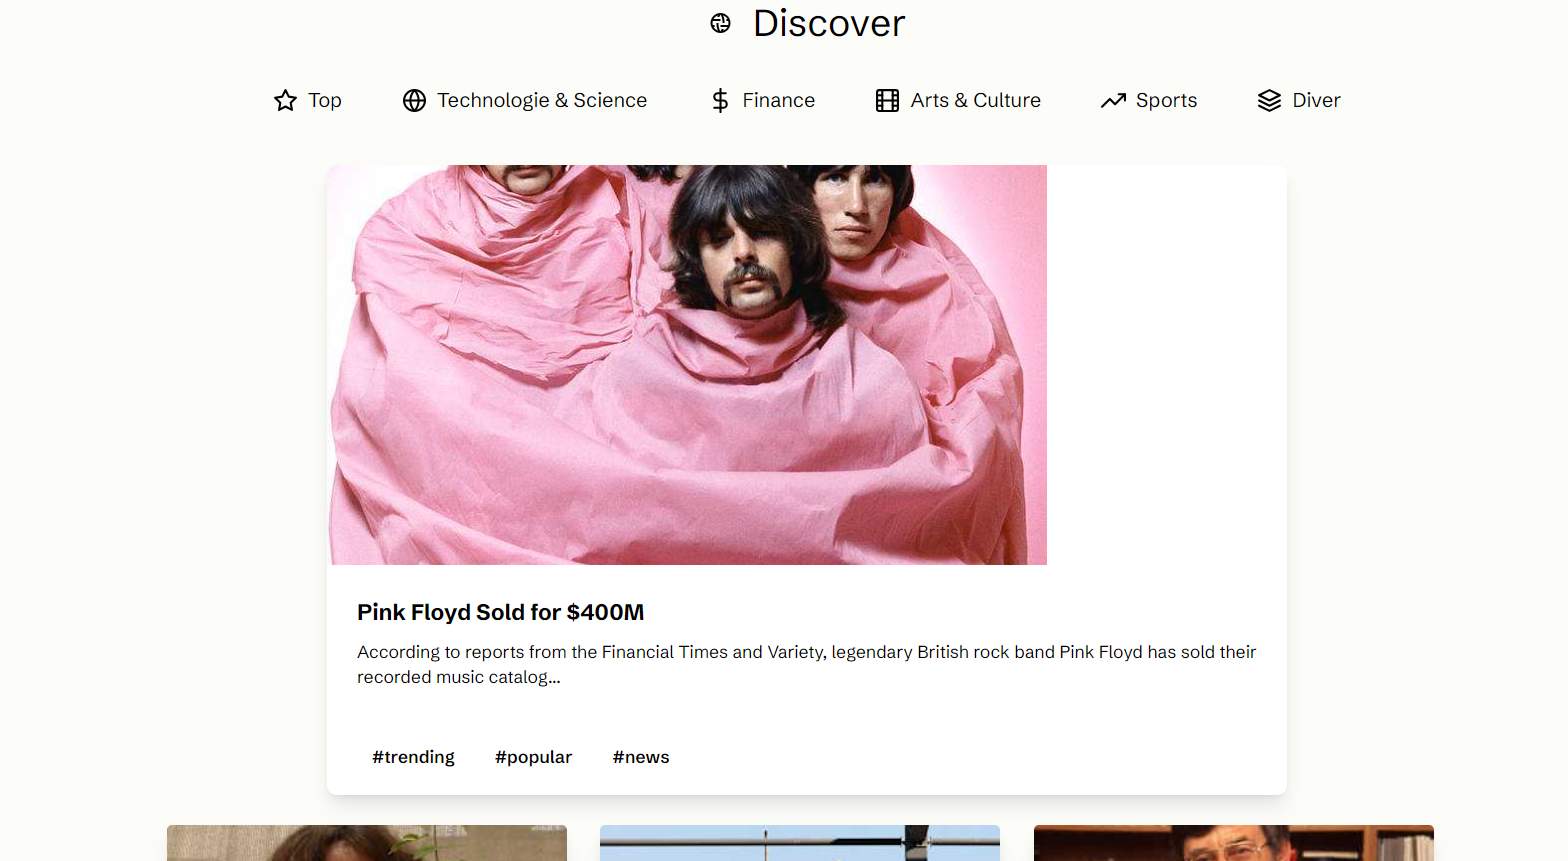 Discover
Top
Technologie & Science
Finance
Arts & Culture
Sports
Diver
Pink Floyd Sold for $400M
According to reports from the Financial Times and Variety, legendary British rock band Pink Floyd has sold their
recorded music catalog...
#trending #popular #news